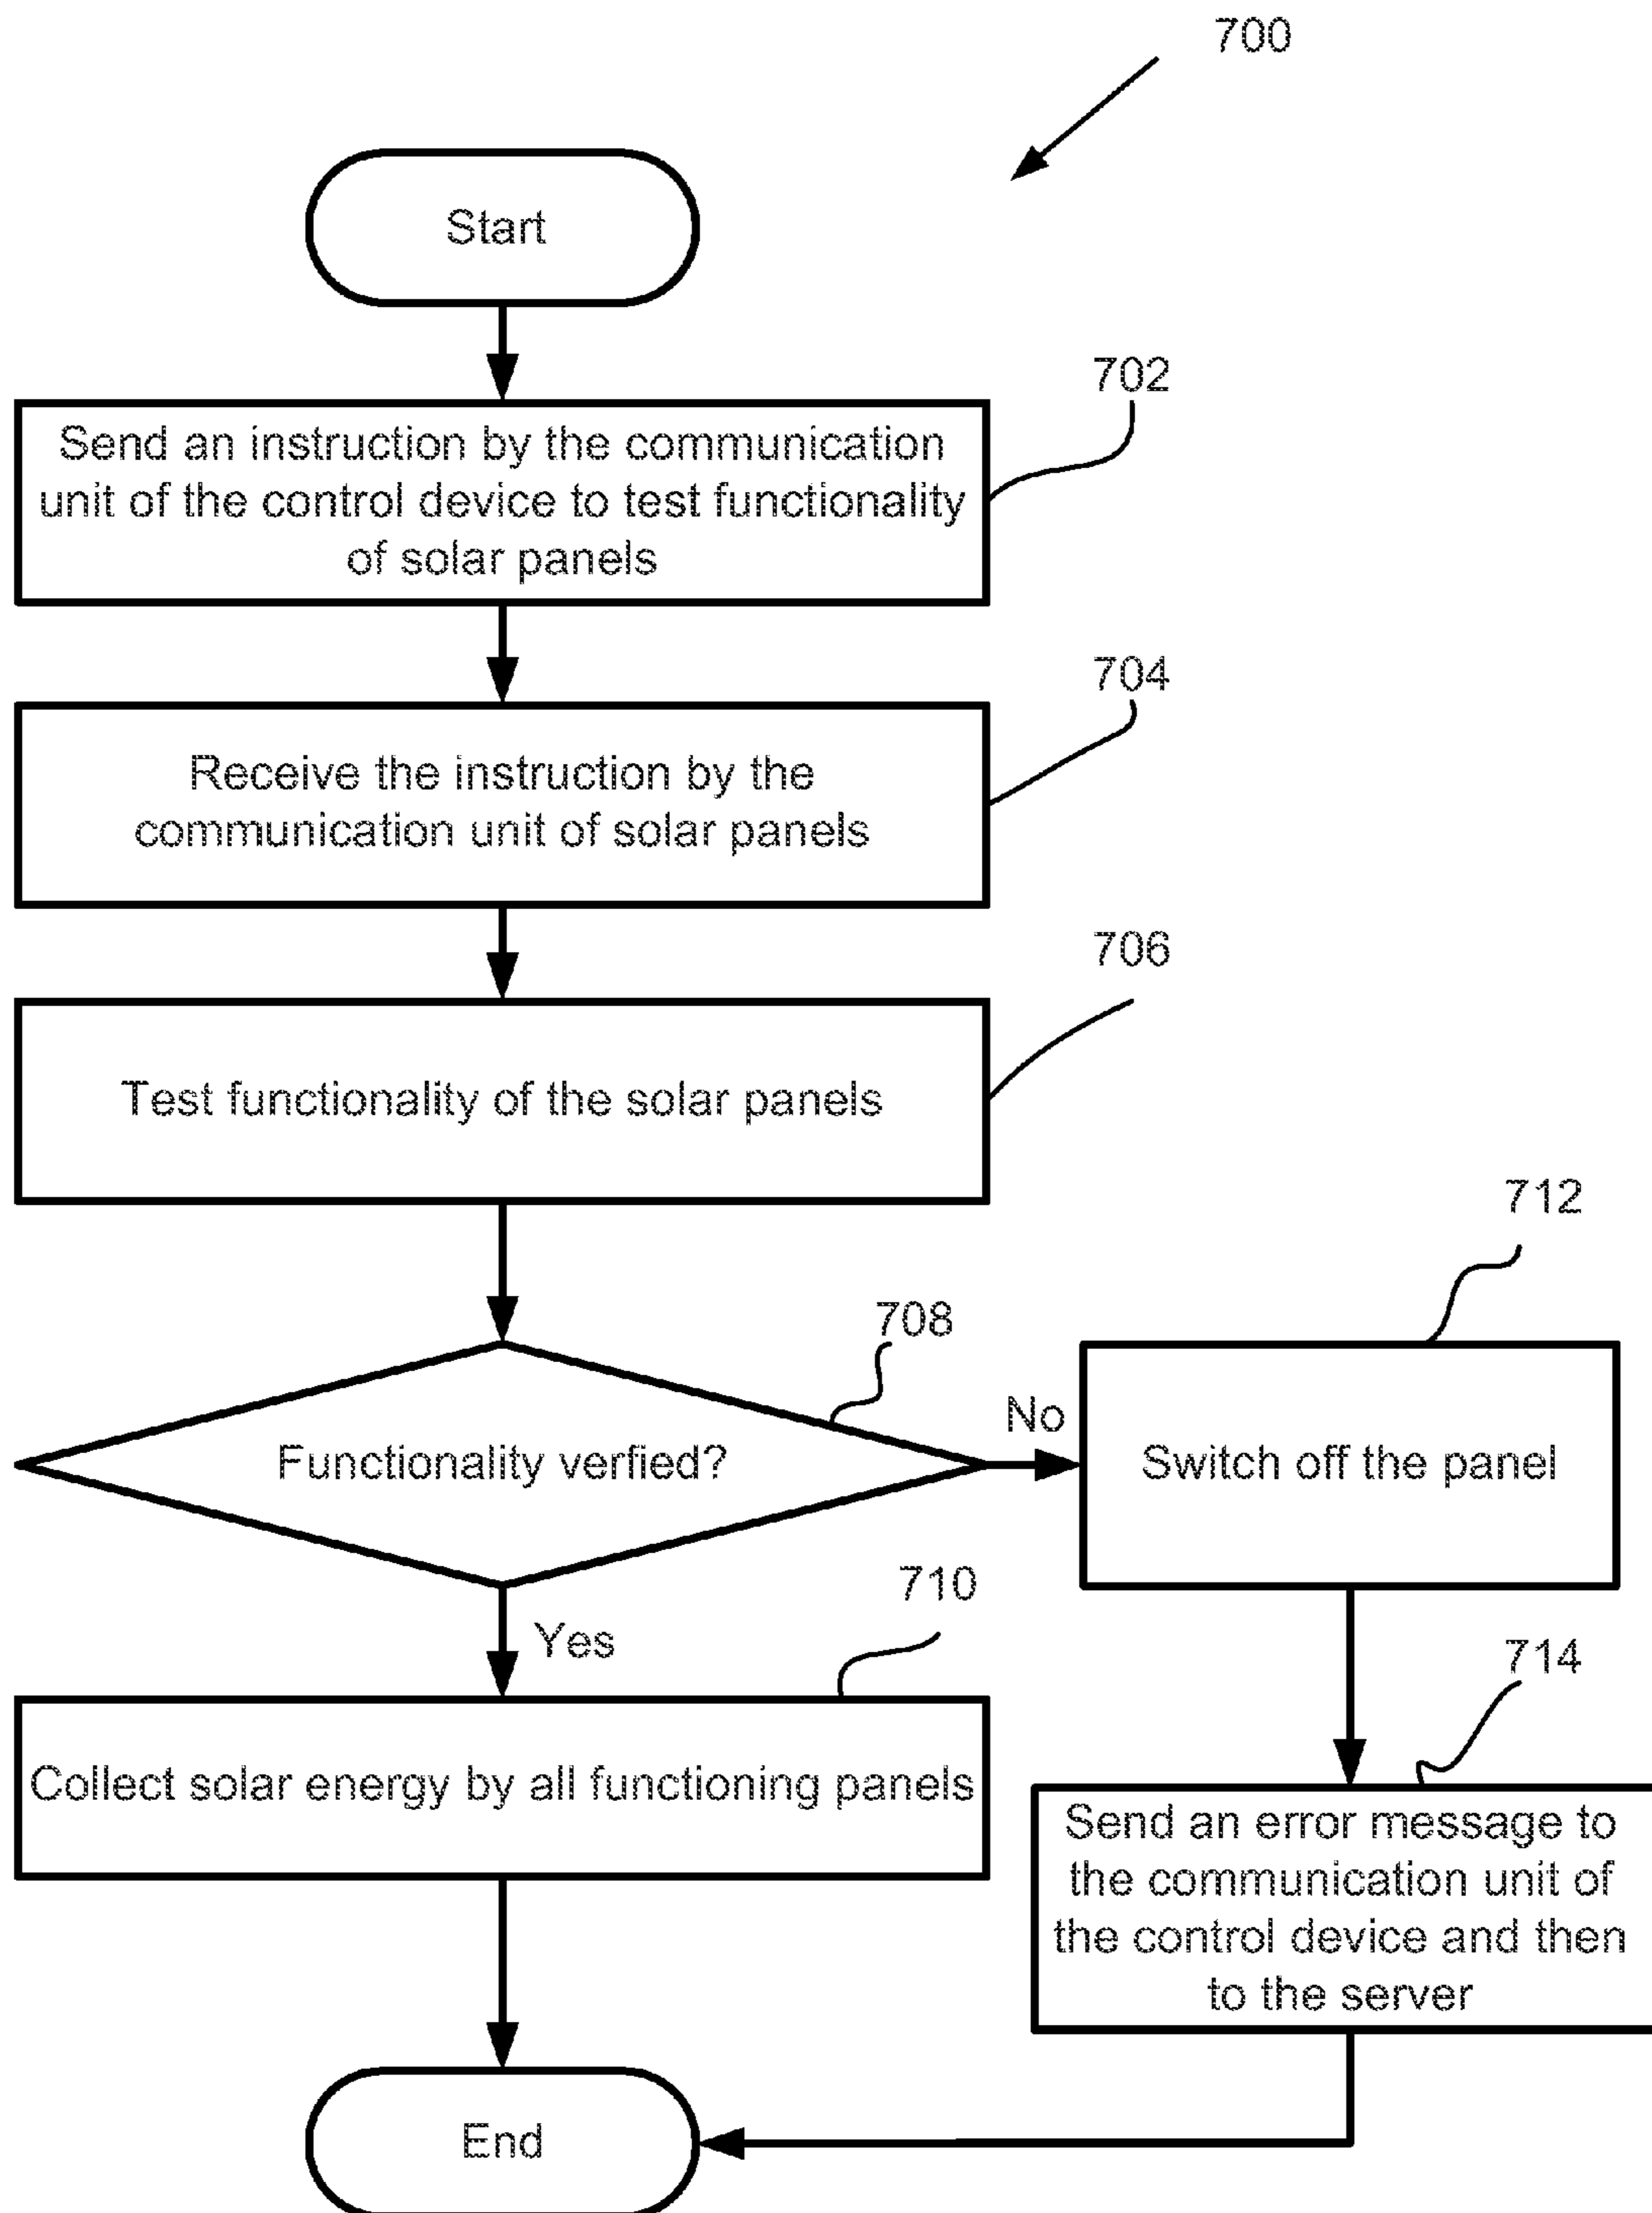 700
Start
702
Send an instruction by the communication
unit of the control device to test functionality
of solar panels
704
Receive the instruction by the
communication unit of solar panels
706
Test functionality of the solar panels
712
708
No
Functionality verfied?
Switch off the panel
710
Yes
714
Collect solar energy by all functioning panels
Send an error message to
the communication unit of
the control device and then
to the server
End